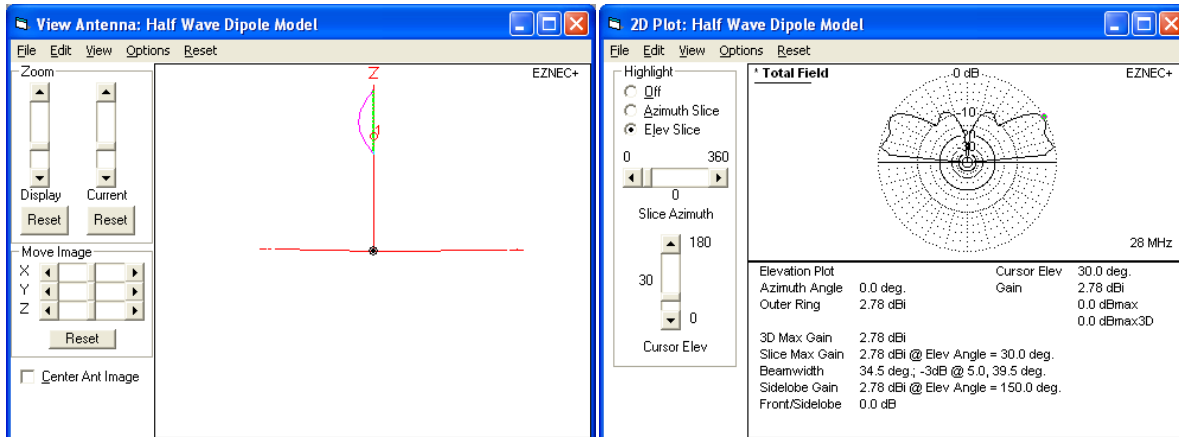 View Antenna: Half Wave Dipole Model
File Edit View Options Reset
Zoom
Display Current
Reset Reset
Move Image
X
Y
Z
Reset
Center Ant Image
Z
EZNEC+
1
2D Plot: Half Wave Dipole Model
File Edit View Options Reset
Highlight
Off
Azimuth Slice
Elev Slice
0 360
0
Slice Azimuth
180
30
0
Cursor Elev
* Total Field
0 dB
EZNEC+
-10
20
30
28 MHz
Elevation Plot Cursor Elev 30.0 deg.
Azimuth Angle 0.0 deg. Gain 2.78 dBi
Outer Ring 2.78 dBi 0.0 dBmax
0.0 dBmax3D
3D Max Gain 2.78 dBi
Slice Max Gain 2.78 dBi @ Elev Angle = 30.0 deg.
Beamwidth 34.5 deg.; -3dB @ 5.0, 39.5 deg.
Sidelobe Gain 2.78 dBi @ Elev Angle = 150.0 deg.
Front/Sidelobe 0.0 dB